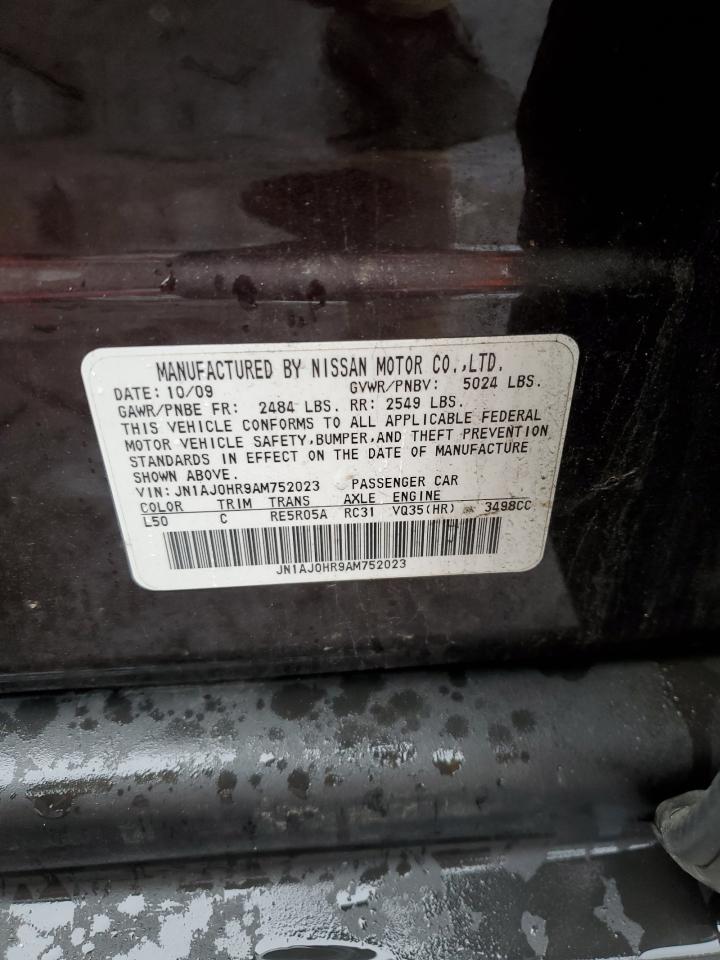 MANUFACTURED BY NISSAN MOTOR CO.,LTD.
DATE: 10/09 GVWR/PNBV: 5024 LBS.
GAWR/PNBE FR: 2484 LBS. RR: 2549 LBS.
THIS VEHICLE CONFORMS TO ALL APPLICABLE FEDERAL
MOTOR VEHICLE SAFETY,BUMPER,AND THEFT PREVENTION
STANDARDS IN EFFECT ON THE DATE OF MANUFACTURE
SHOWN ABOVE.
VIN: JN1AJ0HR9AM752023 PASSENGER CAR
COLOR TRIM TRANS AXLE ENGINE
L50 C RE5R05A RC31 VQ35(HR) 3498CC
JN1AJ0HR9AM752023